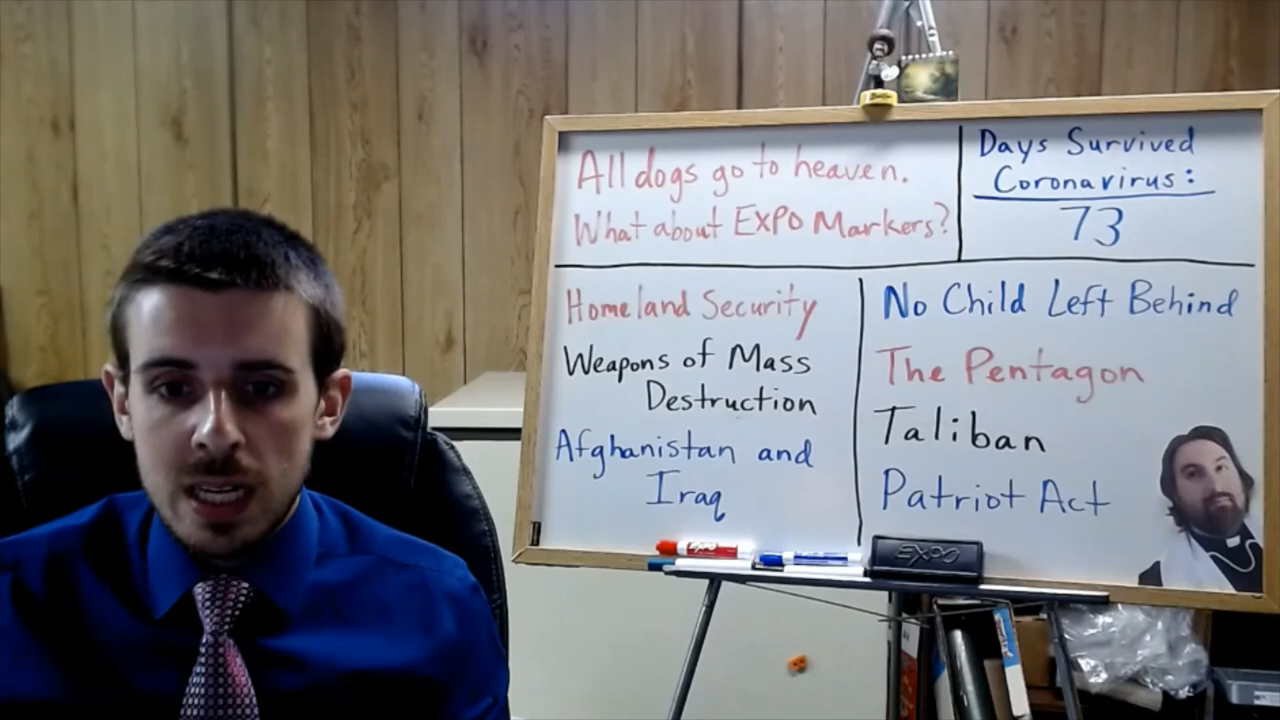 All dogs go to heaven.
What about EXPO Markers?
Days Survived
Coronavirus:
73
Homeland Security
Weapons of Mass
Destruction
Afghanistan and
Iraq
No Child Left Behind
The Pentagon
Taliban
Patriot Act
EXPO
EXPO